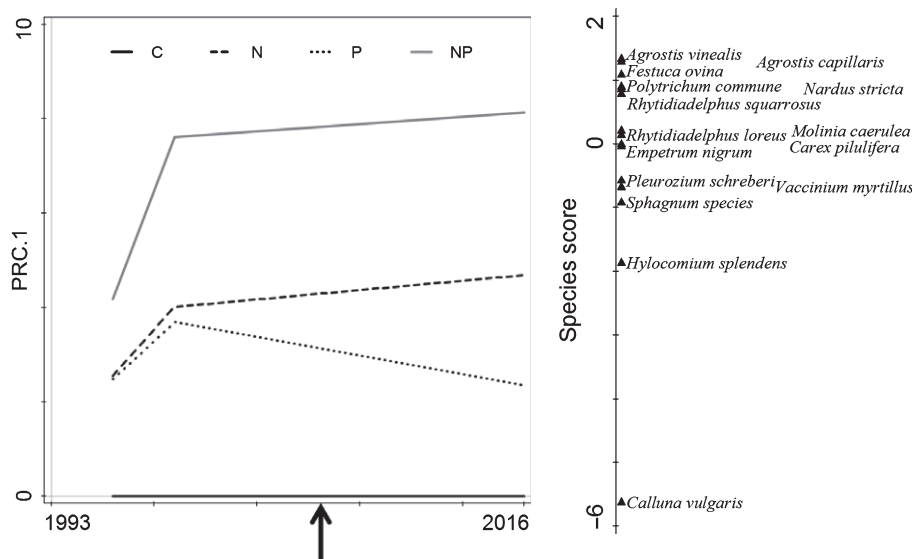 10
C N P NP
PRC.1
0
1993 2016
2
Species score
0
−6
Agrostis vinealis
Agrostis capillaris
Festuca ovina
Polytrichum commune
Nardus stricta
Rhytidiadelphus squarrosus
Rhytidiadelphus loreus
Molinia caerulea
Empetrum nigrum
Carex pilulifera
Pleurozium schreberi
Vaccinium myrtillus
Sphagnum species
Hylocomium splendens
Calluna vulgaris